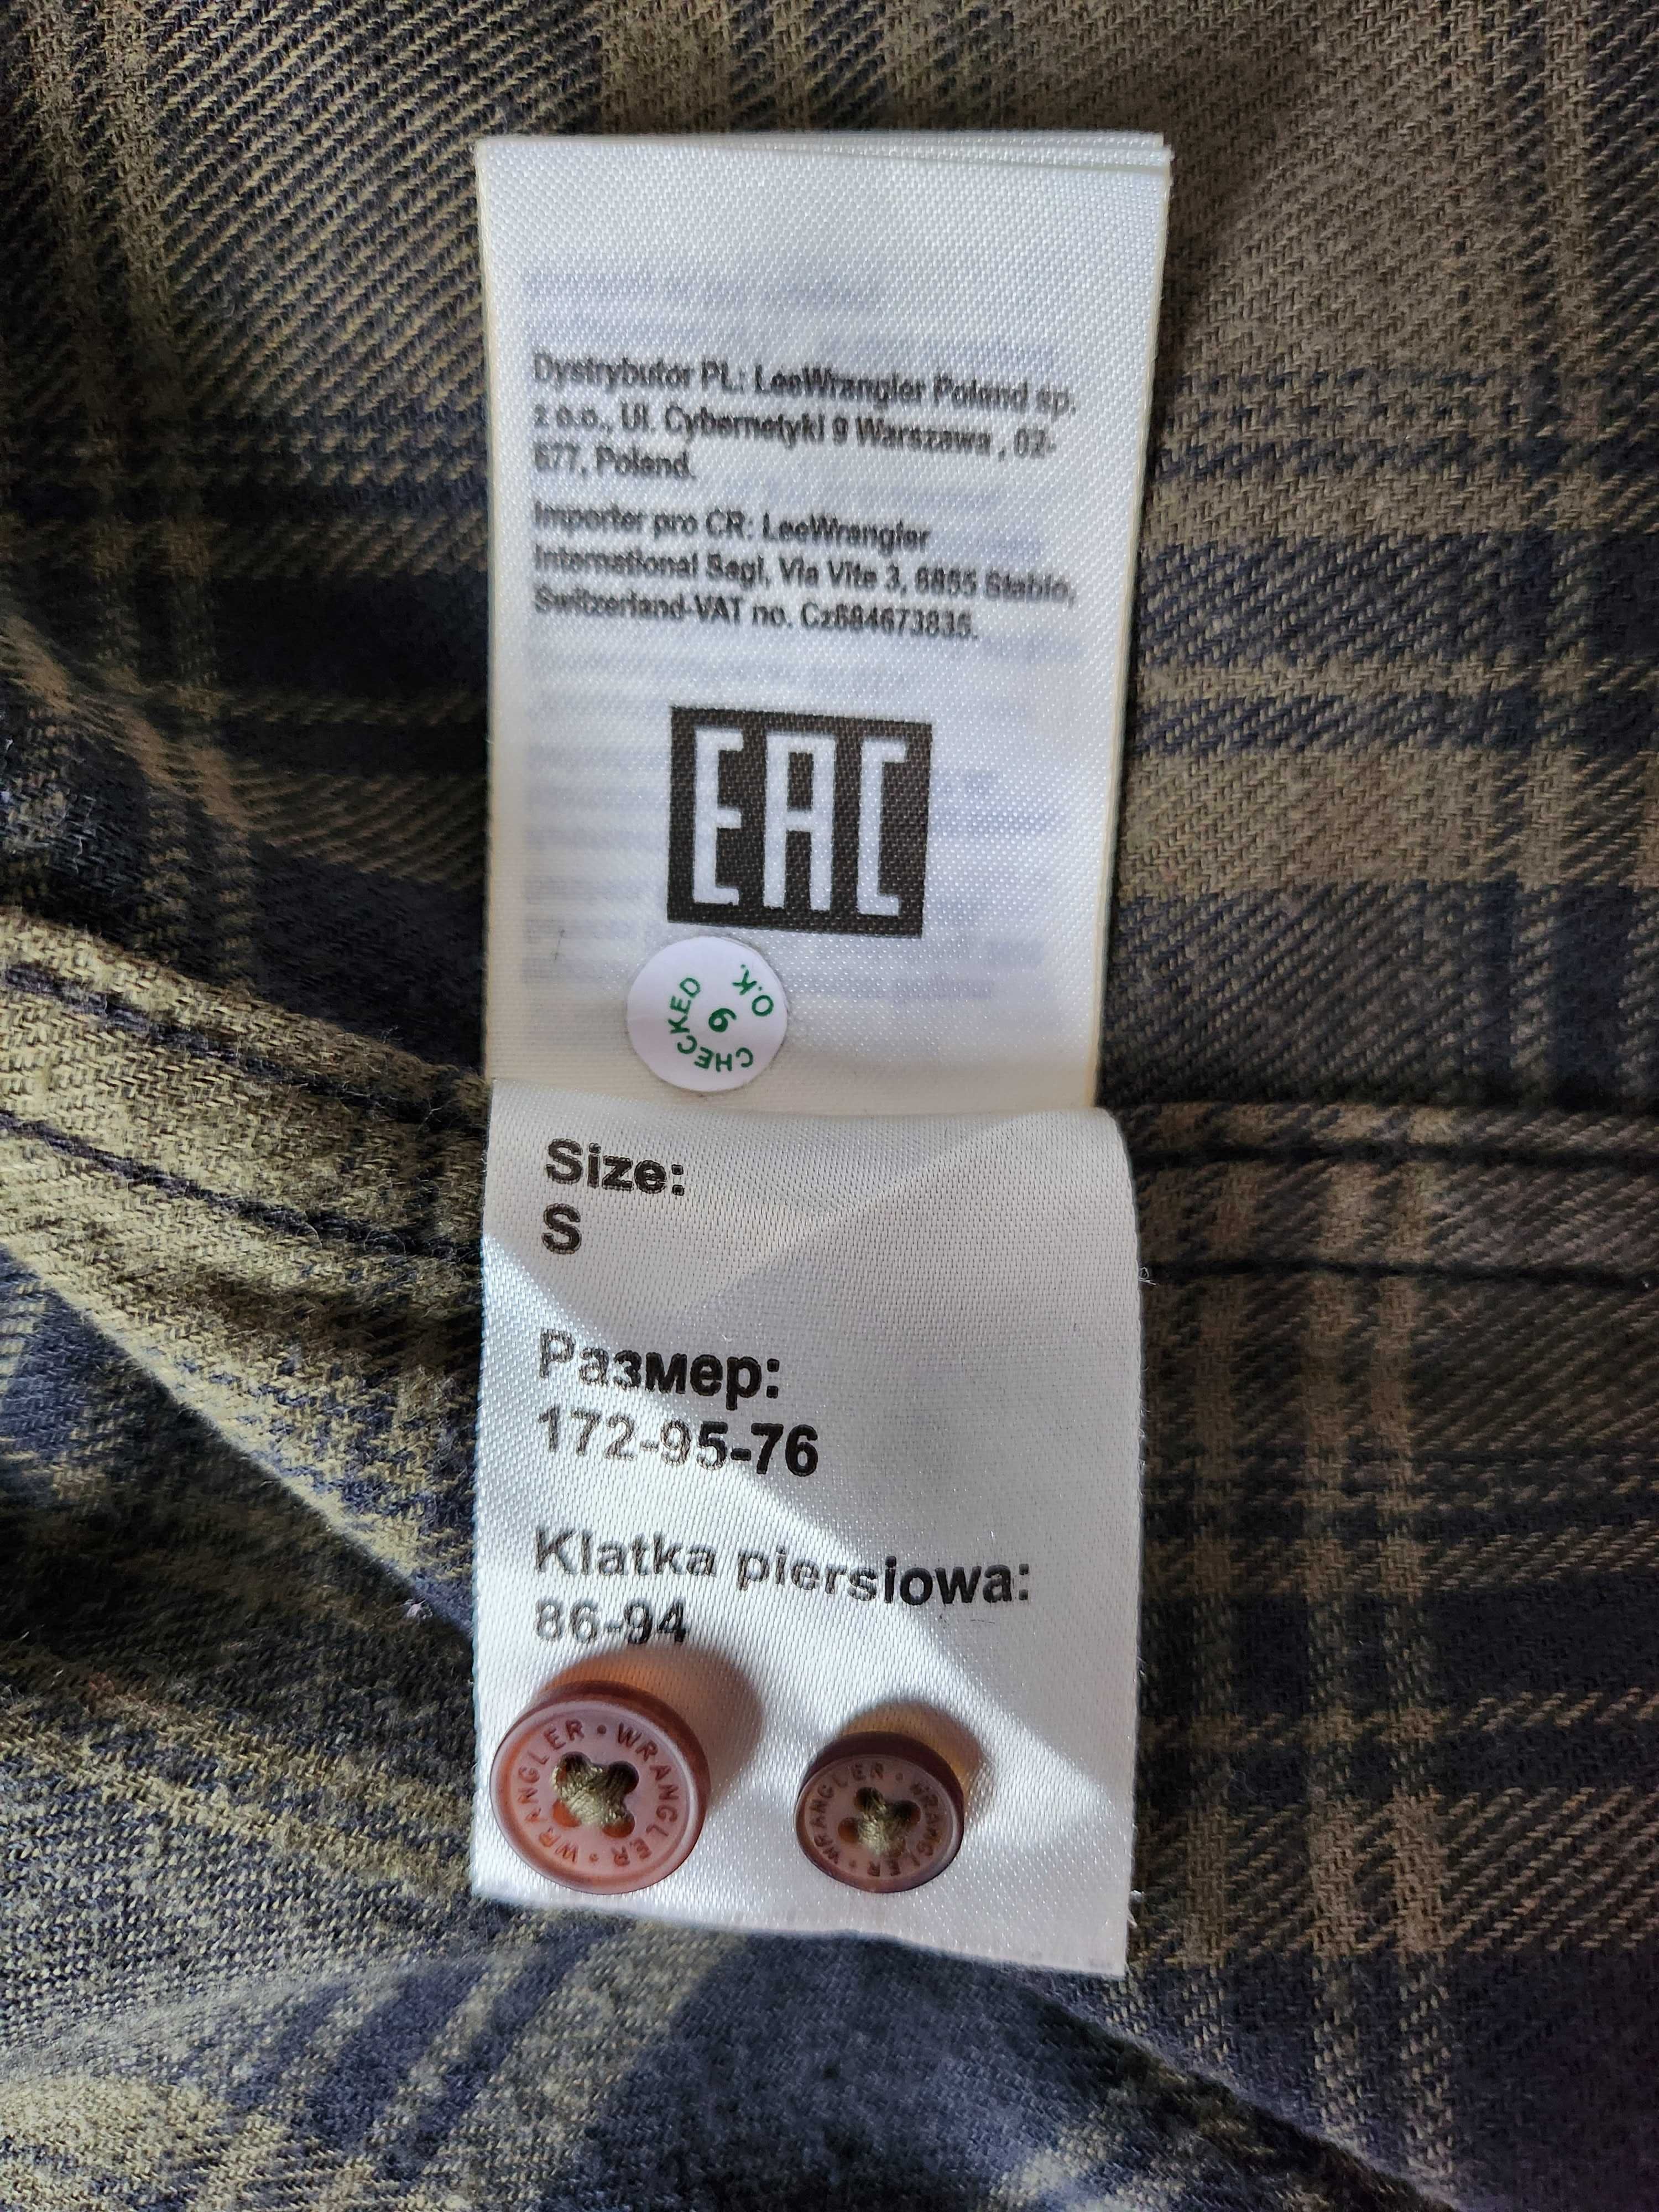 Dystrybutor PL: LeeWrangler Poland sp.
z o.o., Ul. Cybernetyki 9 Warszawa , 02-
677, Poland.
Importer pro CR: LeeWrangler
International Sagl, Via Vite 3, 6855 Stabio,
Switzerland-VAT no. Cz684673835.
EAC
CHECKED 6 O.K.
Size:
S
Размер:
172-95-76
Klatka piersiowa:
86-94
WRANGLER • WRANGLER •
WRANGLER • WRANGLER •